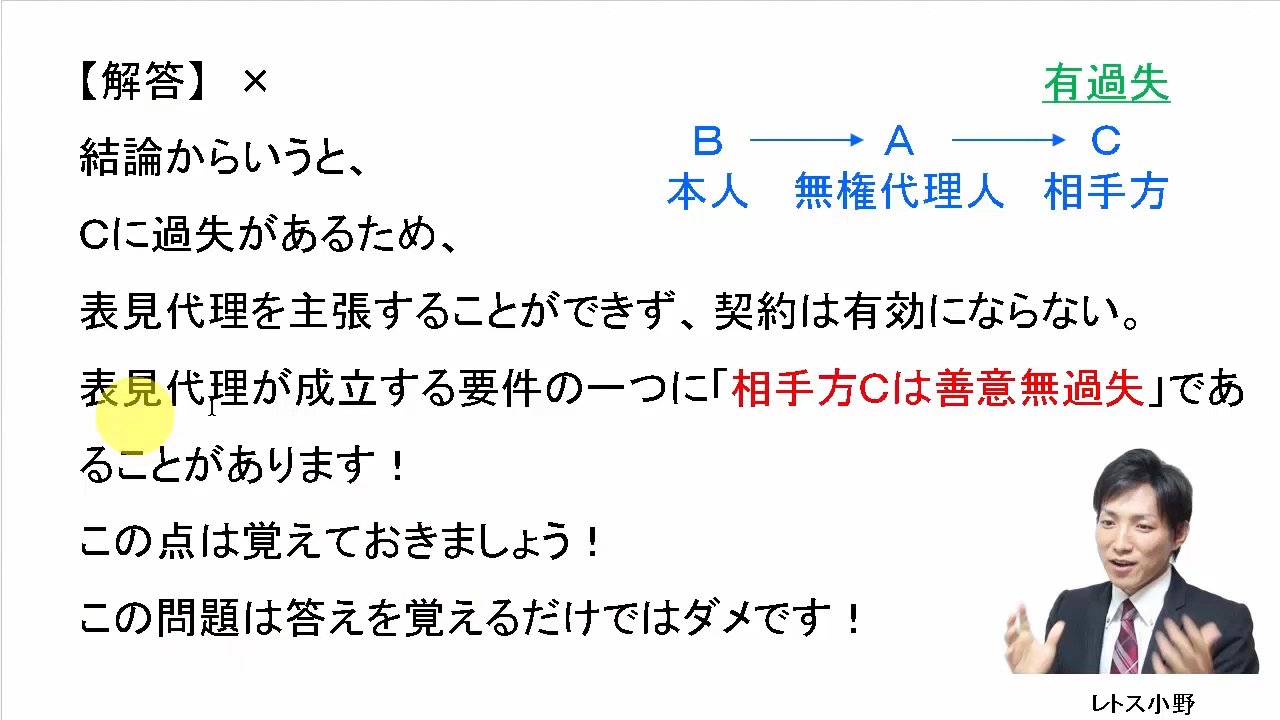 【解答】 ×
有過失
B → A → C
本人 無権代理人 相手方
結論からいうと、
Cに過失があるため、
表見代理を主張することができず、契約は有効にならない。
表見代理が成立する要件の一つに「相手方Cは善意無過失」であ
ることがあります！
この点は覚えておきましょう！
この問題は答えを覚えるだけではダメです！
レトス小野